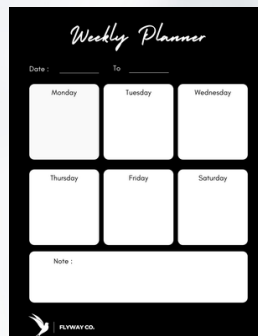 Weekly Planner
Date : To
Monday Tuesday Wednesday
Thursday Friday Saturday
Note :
FLYWAY CO.